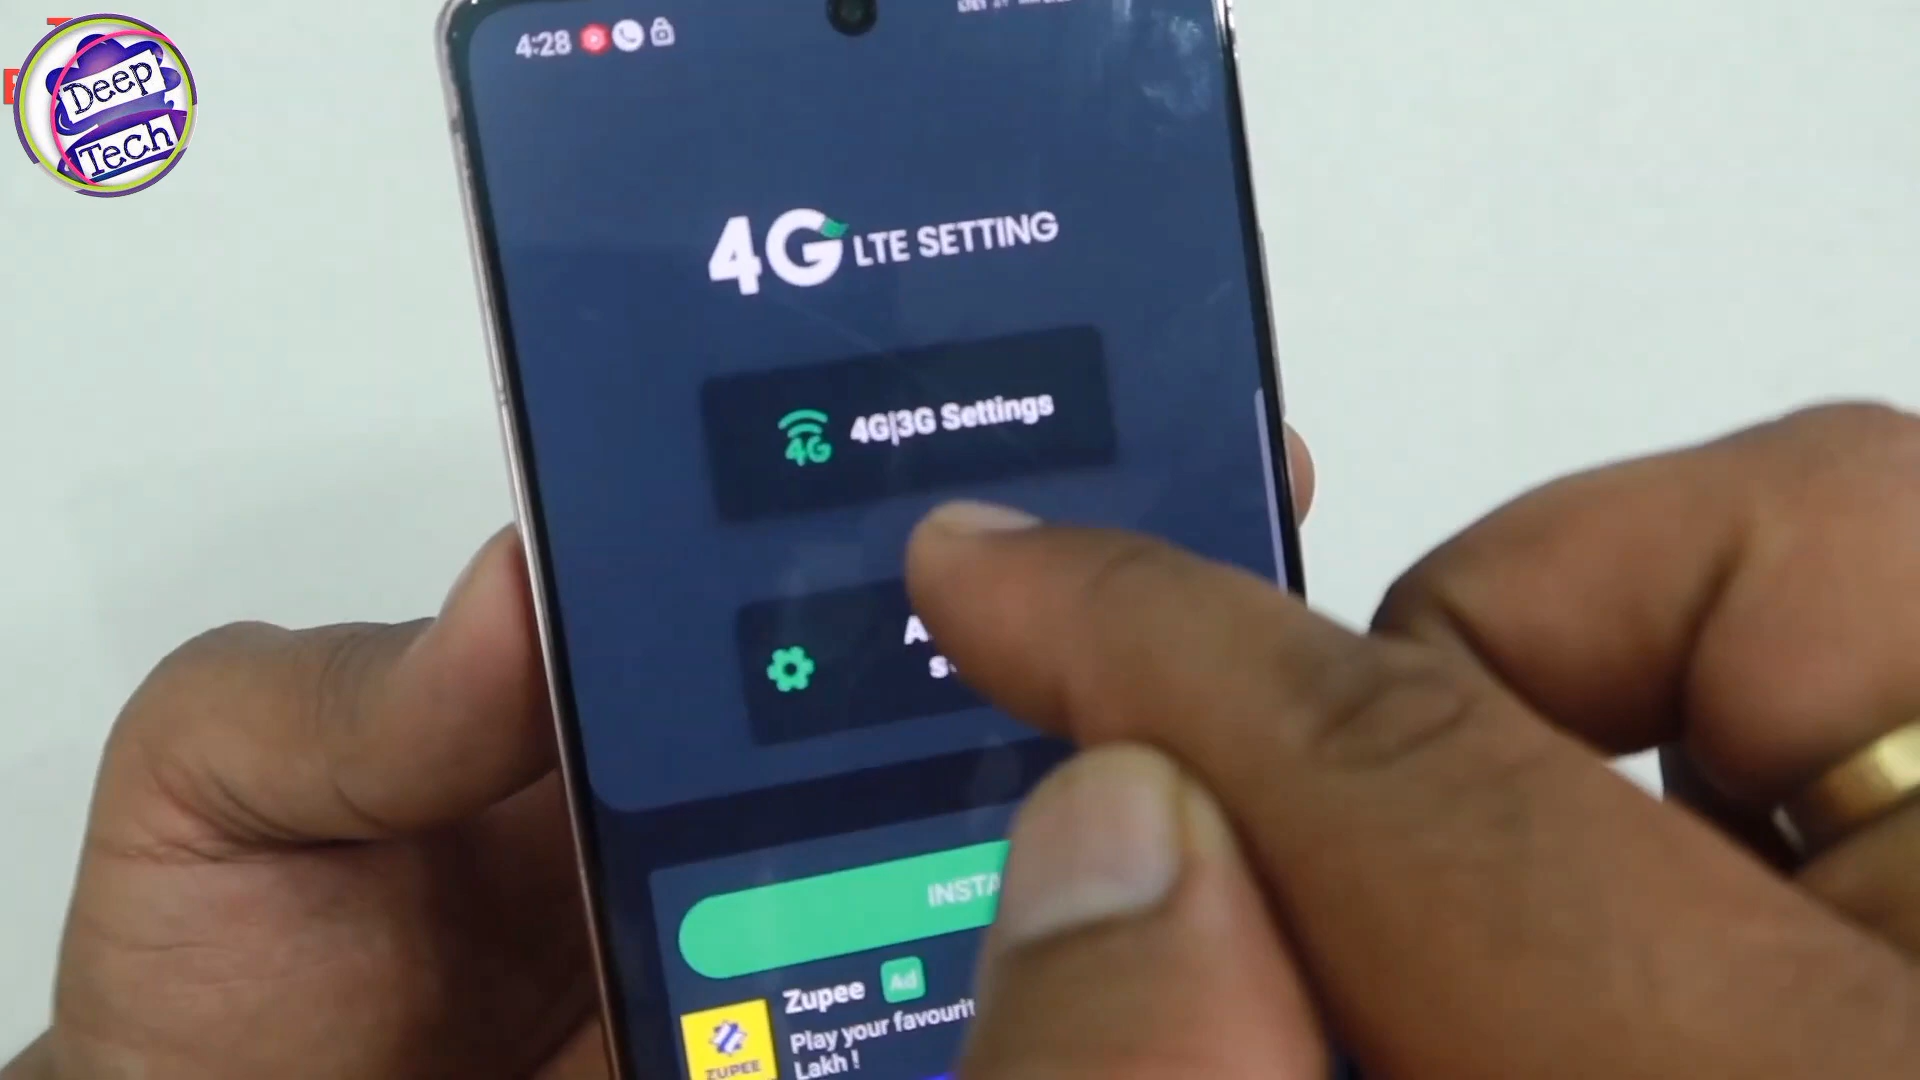 Deep
Tech
4:28
4G LTE SETTING
4G 4G|3G Settings
INSTA
Zupee Ad
Play your favourit
Lakh !
ZUPEE